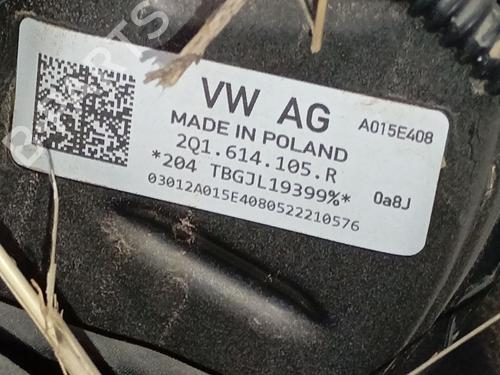 VW AG
A015E408
MADE IN POLAND
2Q1.614.105.R
*204 TBGJL19399%*
0a8J
03012A015E4080522210576